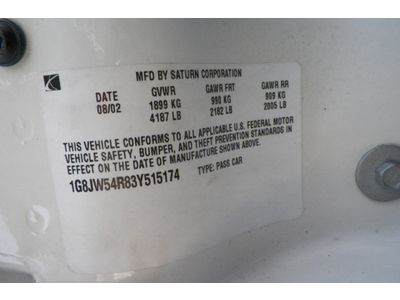 MFD BY SATURN CORPORATION
DATE GVWR GAWR FRT GAWR RR
08/02 1899 KG 990 KG 909 KG
4187 LB 2182 LB 2005 LB
THIS VEHICLE CONFORMS TO ALL APPLICABLE U.S. FEDERAL MOTOR
VEHICLE SAFETY, BUMPER, AND THEFT PREVENTION STANDARDS IN
EFFECT ON THE DATE OF MANUFACTURE SHOWN ABOVE.
1G8JW54R83Y515174 TYPE: PASS CAR